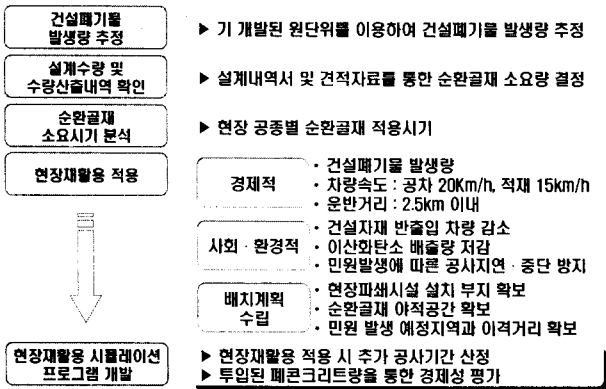 건설폐기물
발생량 추정
▶ 기 개발된 원단위를 이용하여 건설폐기물 발생량 추정
설계수량 및
수량산출내역 확인
▶ 설계내역서 및 견적자료를 통한 순환골재 소요량 결정
순환골재
소요시기 분석
▶ 현장 공종별 순환골재 적용시기
현장재활용 적용
경제적
· 건설폐기물 발생량
· 차량속도 : 공차 20Km/h, 적재 15km/h
· 운반거리 : 2.5km 이내
사회 · 환경적
· 건설자재 반출입 차량 감소
· 이산화탄소 배출량 저감
· 민원발생에 따른 공사지연 · 중단 방지
배치계획
수립
· 현장파쇄시설 설치 부지 확보
· 순환골재 야적공간 확보
· 민원 발생 예정지역과 이격거리 확보
현장재활용 시뮬레이션
프로그램 개발
▶ 현장재활용 적용 시 추가 공사기간 산정
▶ 투입된 폐콘크리트량을 통한 경제성 평가